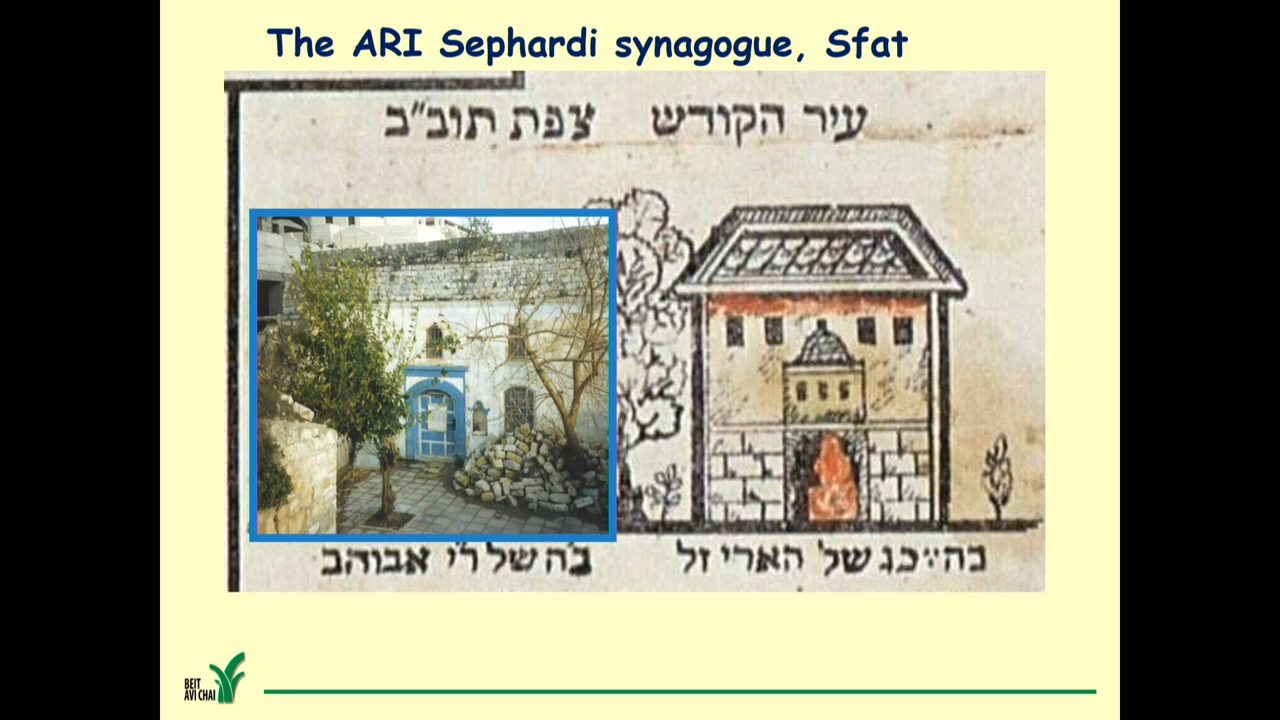 The ARI Sephardi synagogue, Sfat
עיר הקודש צפת תוב"ב
בה׃כנ של הארי זל
בה של ר'י אבוהב
BEIT
AVI CHAI